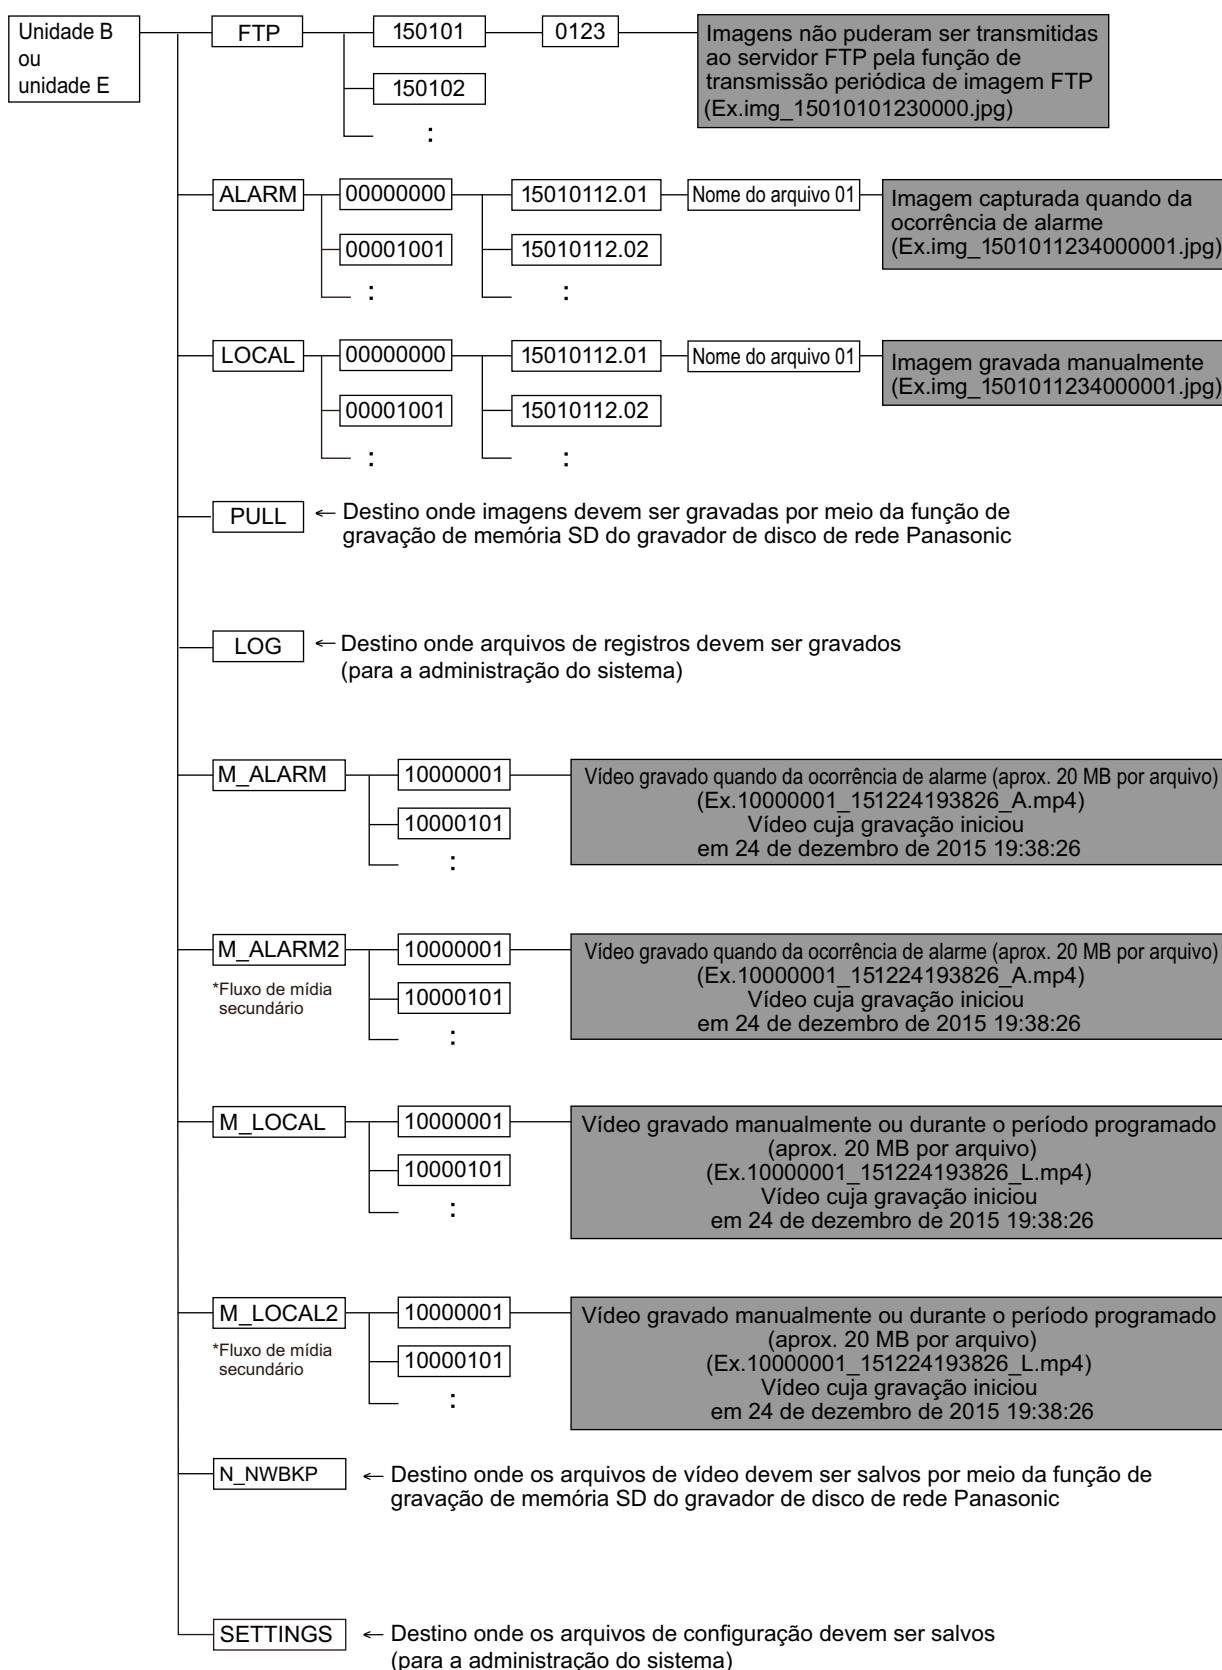 Unidade B
ou
unidade E
FTP
150101
0123
Imagens não puderam ser transmitidas
ao servidor FTP pela função de
transmissão periódica de imagem FTP
(Ex.img_15010101230000.jpg)
150102
:
ALARM
00000000
15010112.01
Nome do arquivo 01
Imagem capturada quando da
ocorrência de alarme
(Ex.img_1501011234000001.jpg)
00001001
15010112.02
:
:
LOCAL
00000000
15010112.01
Nome do arquivo 01
Imagem gravada manualmente
(Ex.img_1501011234000001.jpg)
00001001
15010112.02
:
:
PULL
← Destino onde imagens devem ser gravadas por meio da função de
gravação de memória SD do gravador de disco de rede Panasonic
LOG
← Destino onde arquivos de registros devem ser gravados
(para a administração do sistema)
M_ALARM
10000001
Vídeo gravado quando da ocorrência de alarme (aprox. 20 MB por arquivo)
(Ex.10000001_151224193826_A.mp4)
Vídeo cuja gravação iniciou
em 24 de dezembro de 2015 19:38:26
10000101
:
M_ALARM2
*Fluxo de mídia
secundário
10000001
Vídeo gravado quando da ocorrência de alarme (aprox. 20 MB por arquivo)
(Ex.10000001_151224193826_A.mp4)
Vídeo cuja gravação iniciou
em 24 de dezembro de 2015 19:38:26
10000101
:
M_LOCAL
10000001
Vídeo gravado manualmente ou durante o período programado
(aprox. 20 MB por arquivo)
(Ex.10000001_151224193826_L.mp4)
Vídeo cuja gravação iniciou
em 24 de dezembro de 2015 19:38:26
10000101
:
M_LOCAL2
*Fluxo de mídia
secundário
10000001
Vídeo gravado manualmente ou durante o período programado
(aprox. 20 MB por arquivo)
(Ex.10000001_151224193826_L.mp4)
Vídeo cuja gravação iniciou
em 24 de dezembro de 2015 19:38:26
10000101
:
N_NWBKP
← Destino onde os arquivos de vídeo devem ser salvos por meio da função de
gravação de memória SD do gravador de disco de rede Panasonic
SETTINGS
← Destino onde os arquivos de configuração devem ser salvos
(para a administração do sistema)